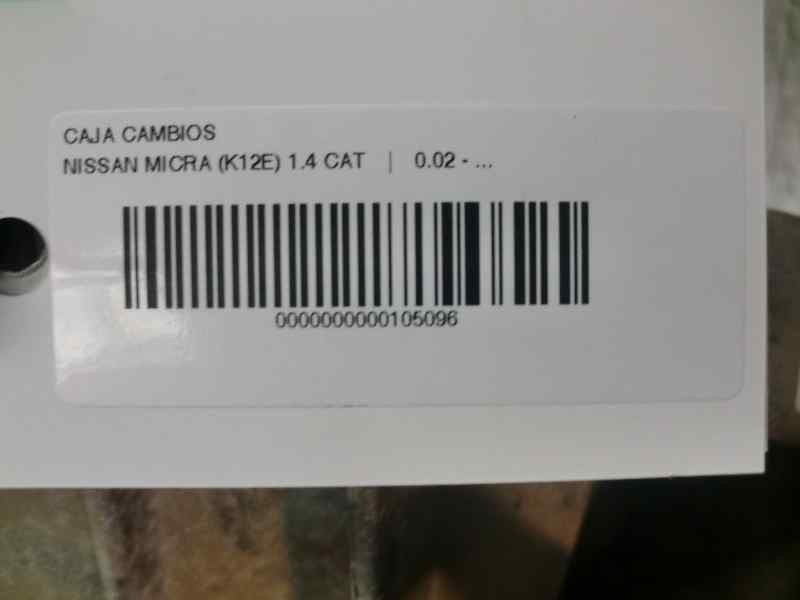 CAJA CAMBIOS
NISSAN MICRA (K12E) 1.4 CAT | 0.02 - ...
0000000000105096